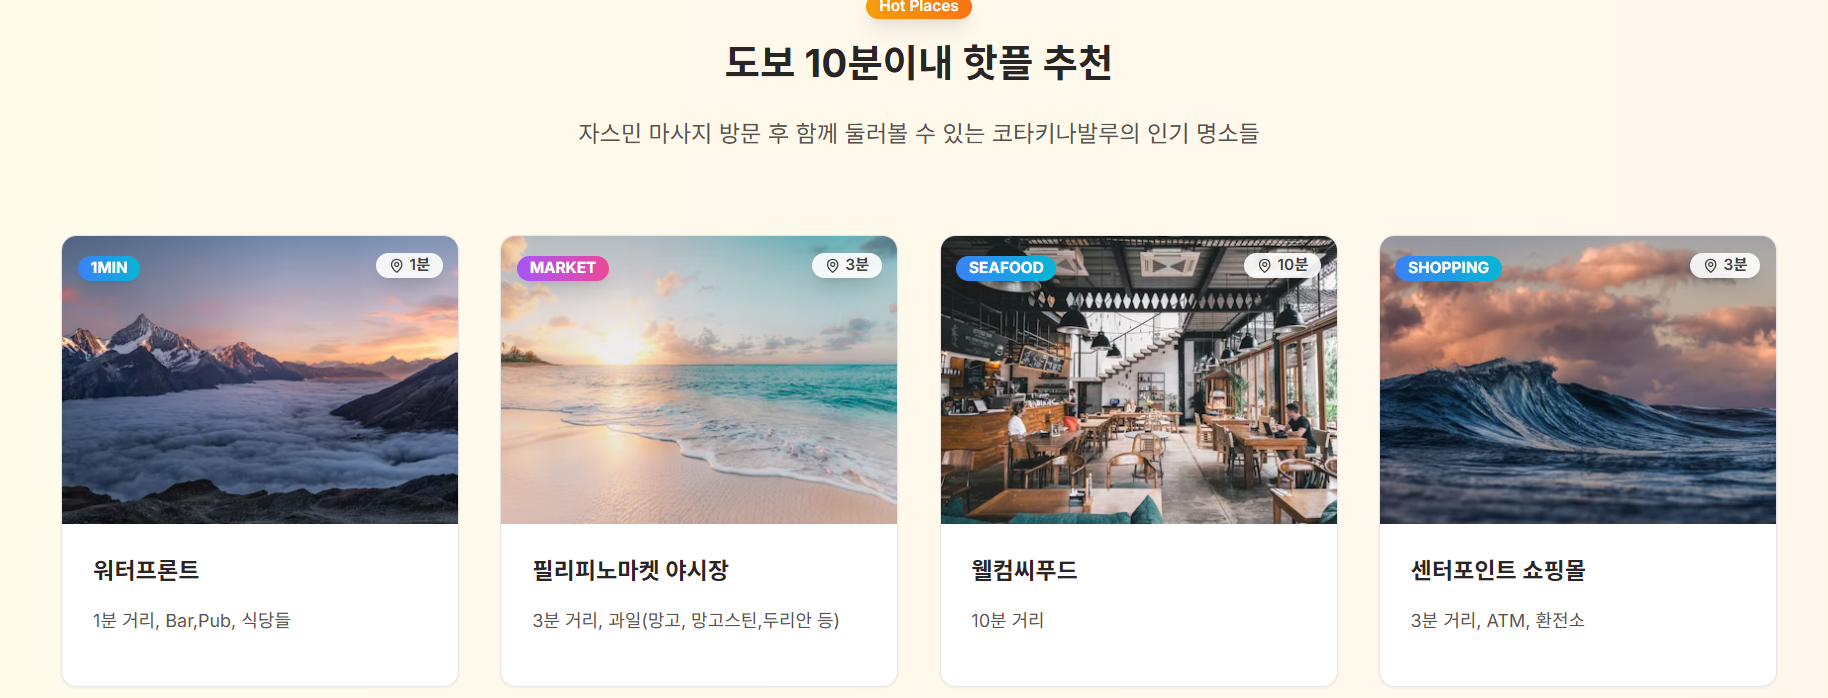 Hot Places
도보 10분이내 핫플 추천
자스민 마사지 방문 후 함께 둘러볼 수 있는 코타키나발루의 인기 명소들
1MIN
1분
워터프론트
1분 거리, Bar,Pub, 식당들
MARKET
3분
필리피노마켓 야시장
3분 거리, 과일(망고, 망고스틴,두리안 등)
SEAFOOD
10분
웰컴씨푸드
10분 거리
SHOPPING
3분
센터포인트 쇼핑몰
3분 거리, ATM, 환전소